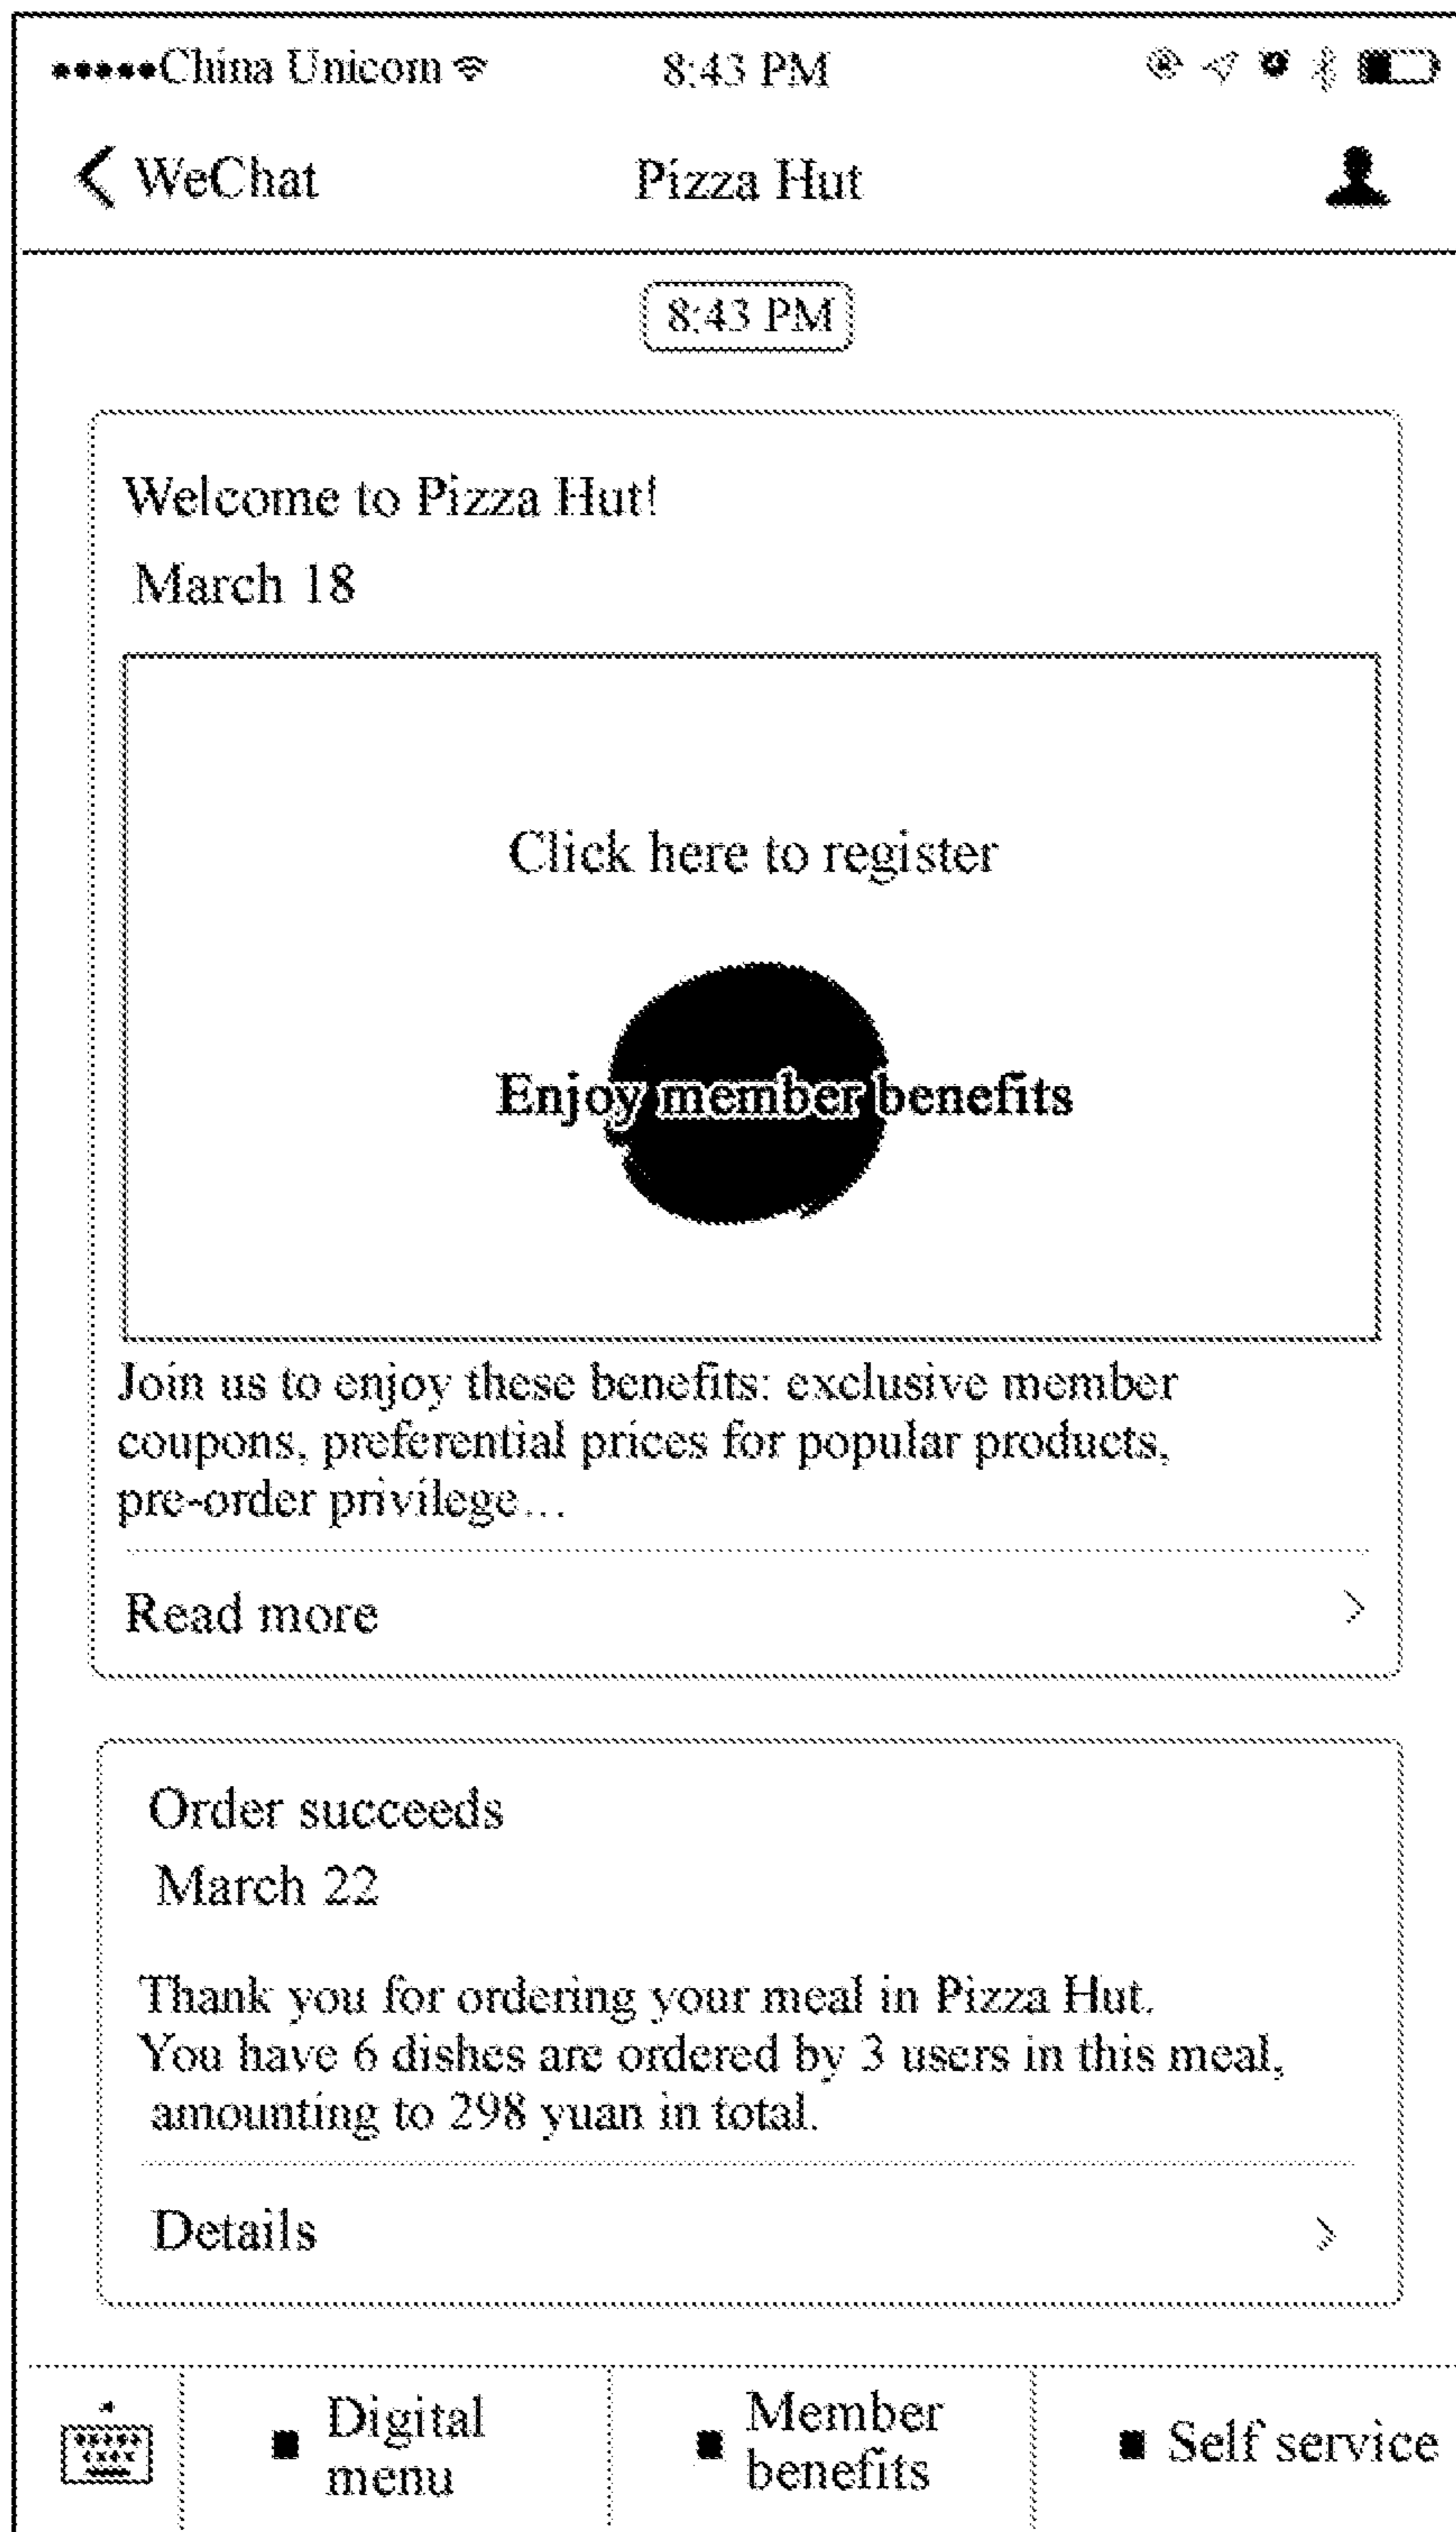 ●●●●●China Unicom 8:43 PM
WeChat Pizza Hut
8:43 PM
Welcome to Pizza Hut!
March 18
Click here to register
Enjoy member benefits
Join us to enjoy these benefits: exclusive member
coupons, preferential prices for popular products,
pre-order privilege...
Read more
Order succeeds
March 22
Thank you for ordering your meal in Pizza Hut.
You have 6 dishes are ordered by 3 users in this meal,
amounting to 298 yuan in total.
Details
Digital
menu
Member
benefits
Self service